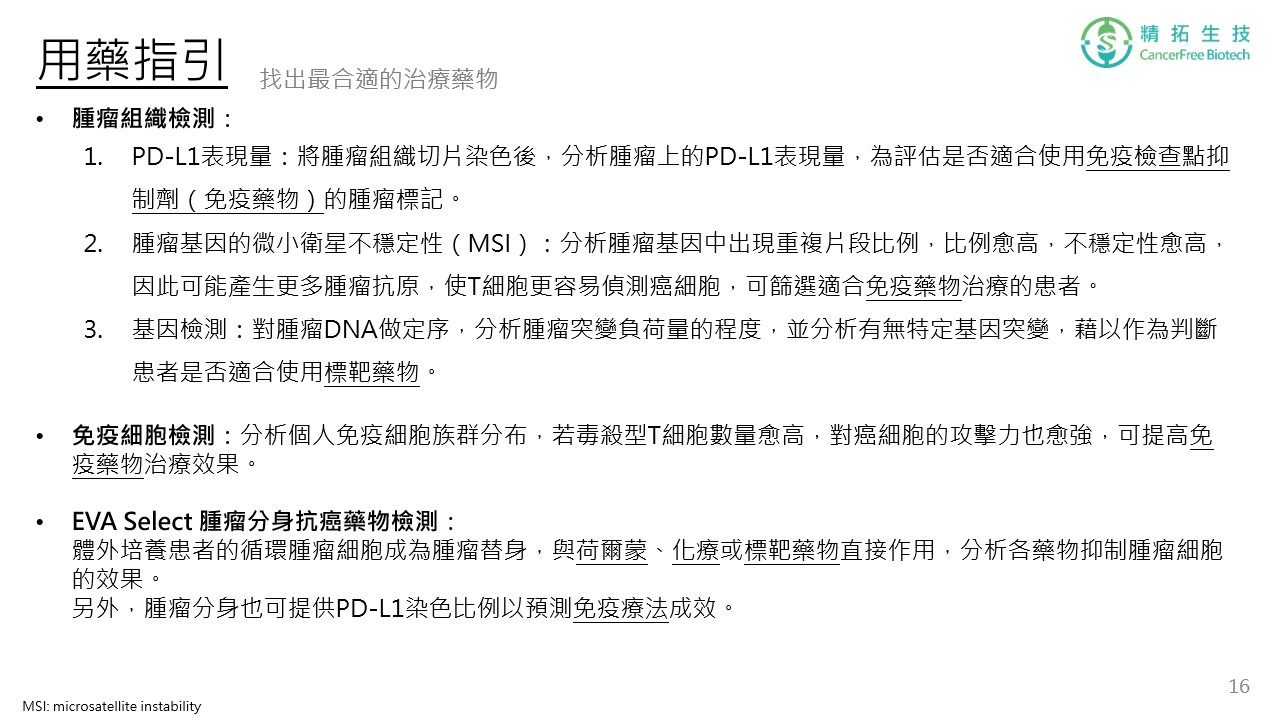 用藥指引
找出最合適的治療藥物
精拓生技
CancerFree Biotech
• 腫瘤組織檢測：
1. PD-L1表現量：將腫瘤組織切片染色後，分析腫瘤上的PD-L1表現量，為評估是否適合使用免疫檢查點抑
制劑（免疫藥物）的腫瘤標記。
2. 腫瘤基因的微小衛星不穩定性（MSI）：分析腫瘤基因中出現重複片段比例，比例愈高，不穩定性愈高，
因此可能產生更多腫瘤抗原，使T細胞更容易偵測癌細胞，可篩選適合免疫藥物治療的患者。
3. 基因檢測：對腫瘤DNA做定序，分析腫瘤突變負荷量的程度，並分析有無特定基因突變，藉以作為判斷
患者是否適合使用標靶藥物。
• 免疫細胞檢測：分析個人免疫細胞族群分布，若毒殺型T細胞數量愈高，對癌細胞的攻擊力也愈強，可提高免
疫藥物治療效果。
• EVA Select 腫瘤分身抗癌藥物檢測：
體外培養患者的循環腫瘤細胞成為腫瘤替身，與荷爾蒙、化療或標靶藥物直接作用，分析各藥物抑制腫瘤細胞
的效果。
另外，腫瘤分身也可提供PD-L1染色比例以預測免疫療法成效。
16
MSI: microsatellite instability